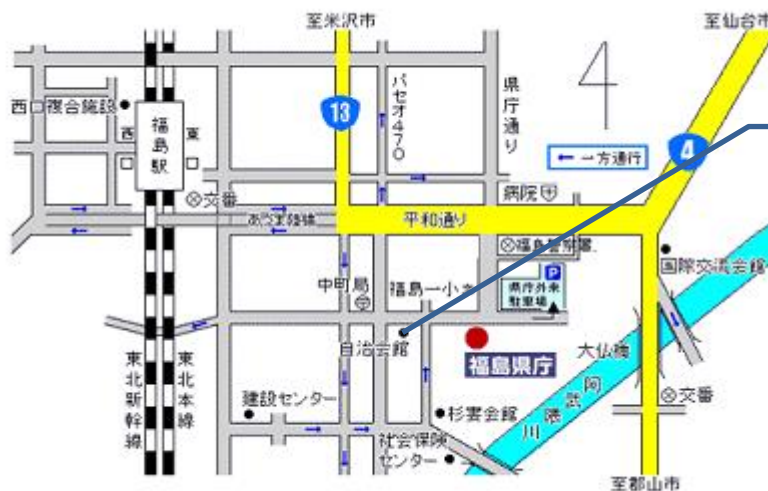 至米沢市
至仙台市
西口複合施設
西
東
福島駅
13
パセオ470
県庁通り
4
一方通行
病院
交番
あづま陸橋
平和通り
福島警察署
国際交流会館
中町局
福島一小
P
県庁外来
駐車場
自治会館
福島県庁
大仏橋
東北新幹線
東北本線
建設センター
杉妻会館
阿武隈川
交番
社会保険
センター
至郡山市